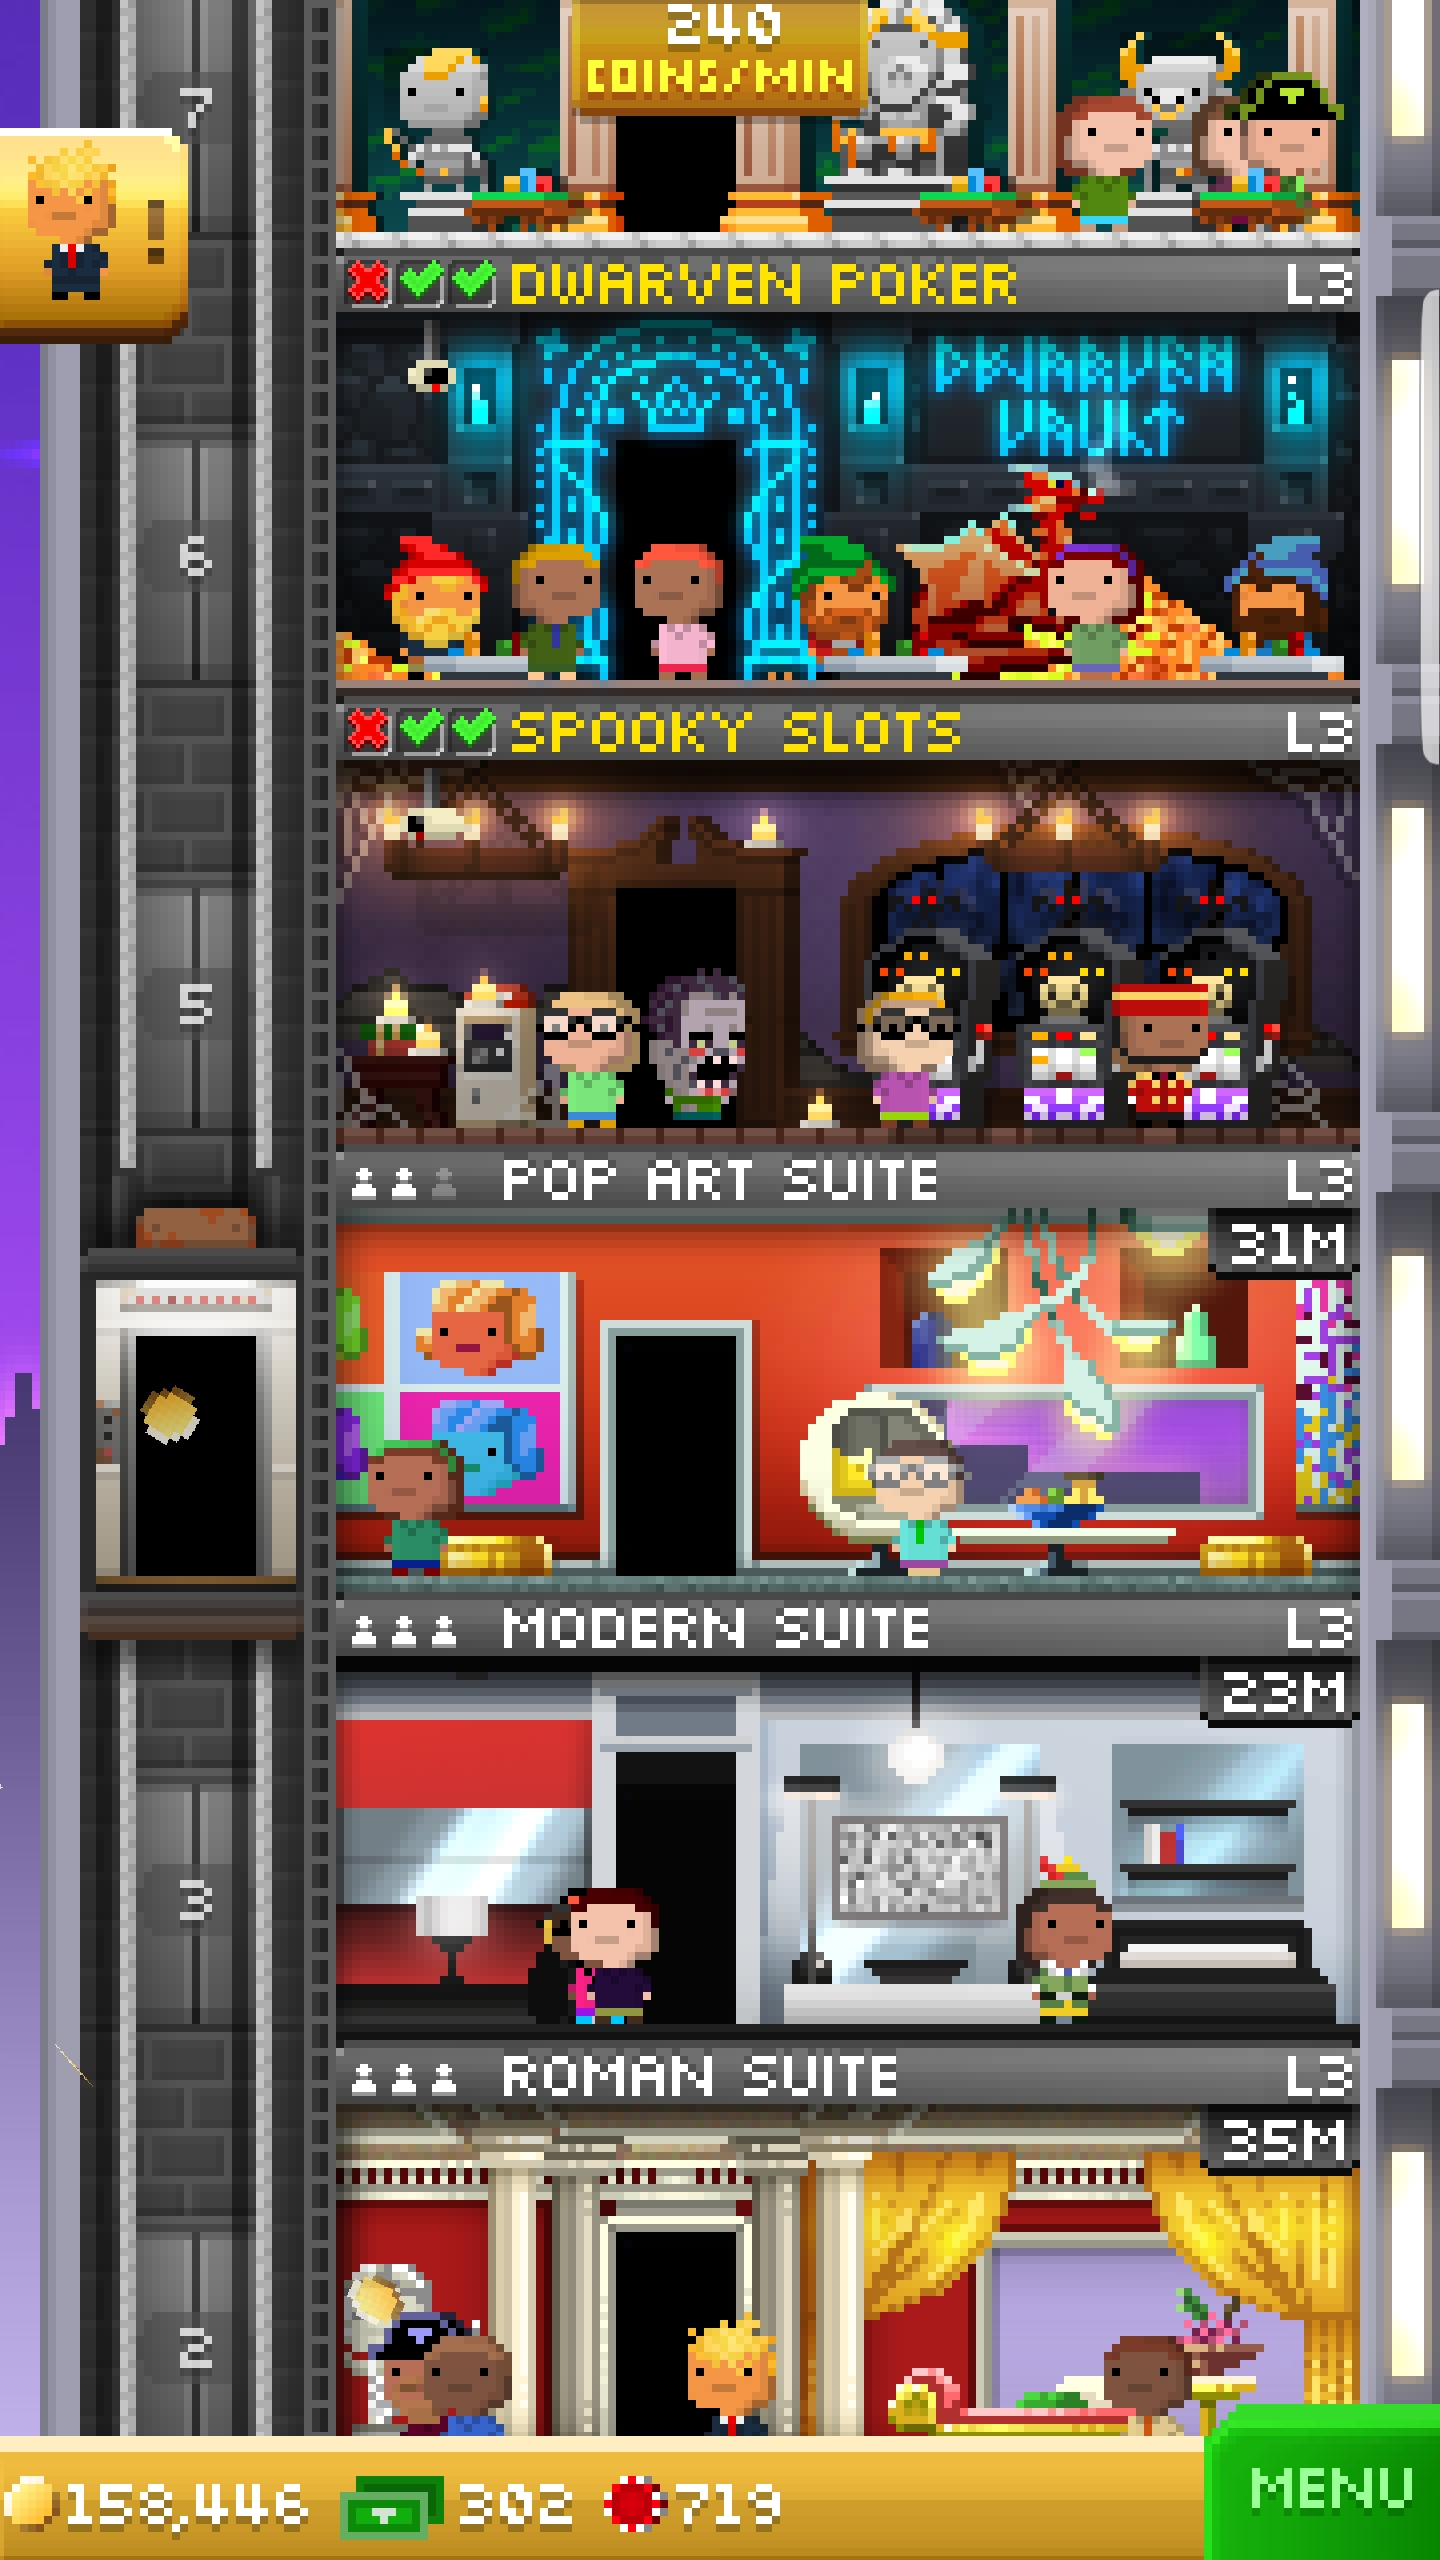 240
COINS/MIN
7
!
DWARVEN POKER L3
DWARVEN
VAULT
6
SPOOKY SLOTS L3
5
POP ART SUITE L3
31M
MODERN SUITE L3
23M
3
ROMAN SUITE L3
35M
2
158,446 302 719
MENU